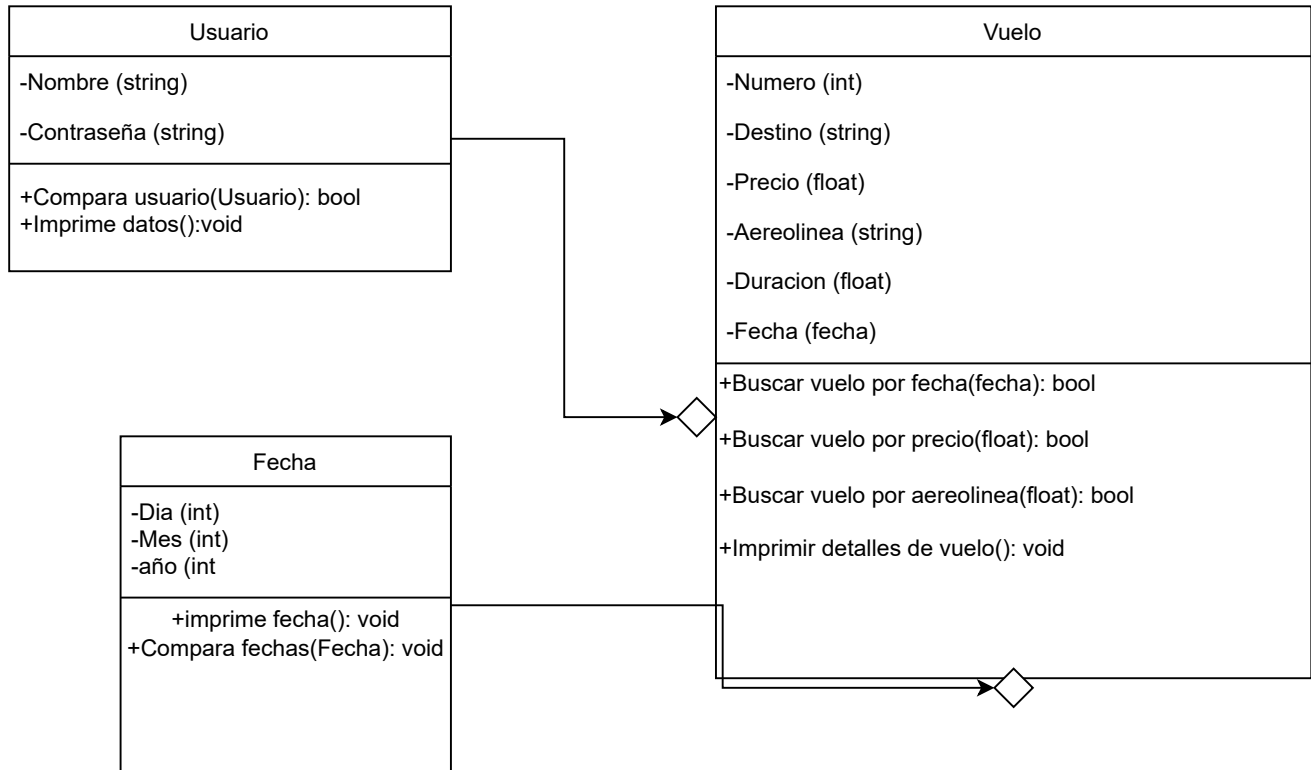 Usuario
-Nombre (string)
-Contraseña (string)
+Compara usuario(Usuario): bool
+Imprime datos():void
Vuelo
-Numero (int)
-Destino (string)
-Precio (float)
-Aereolinea (string)
-Duracion (float)
-Fecha (fecha)
+Buscar vuelo por fecha(fecha): bool
+Buscar vuelo por precio(float): bool
+Buscar vuelo por aereolinea(float): bool
+Imprimir detalles de vuelo(): void
Fecha
-Dia (int)
-Mes (int)
-año (int
+imprime fecha(): void
+Compara fechas(Fecha): void